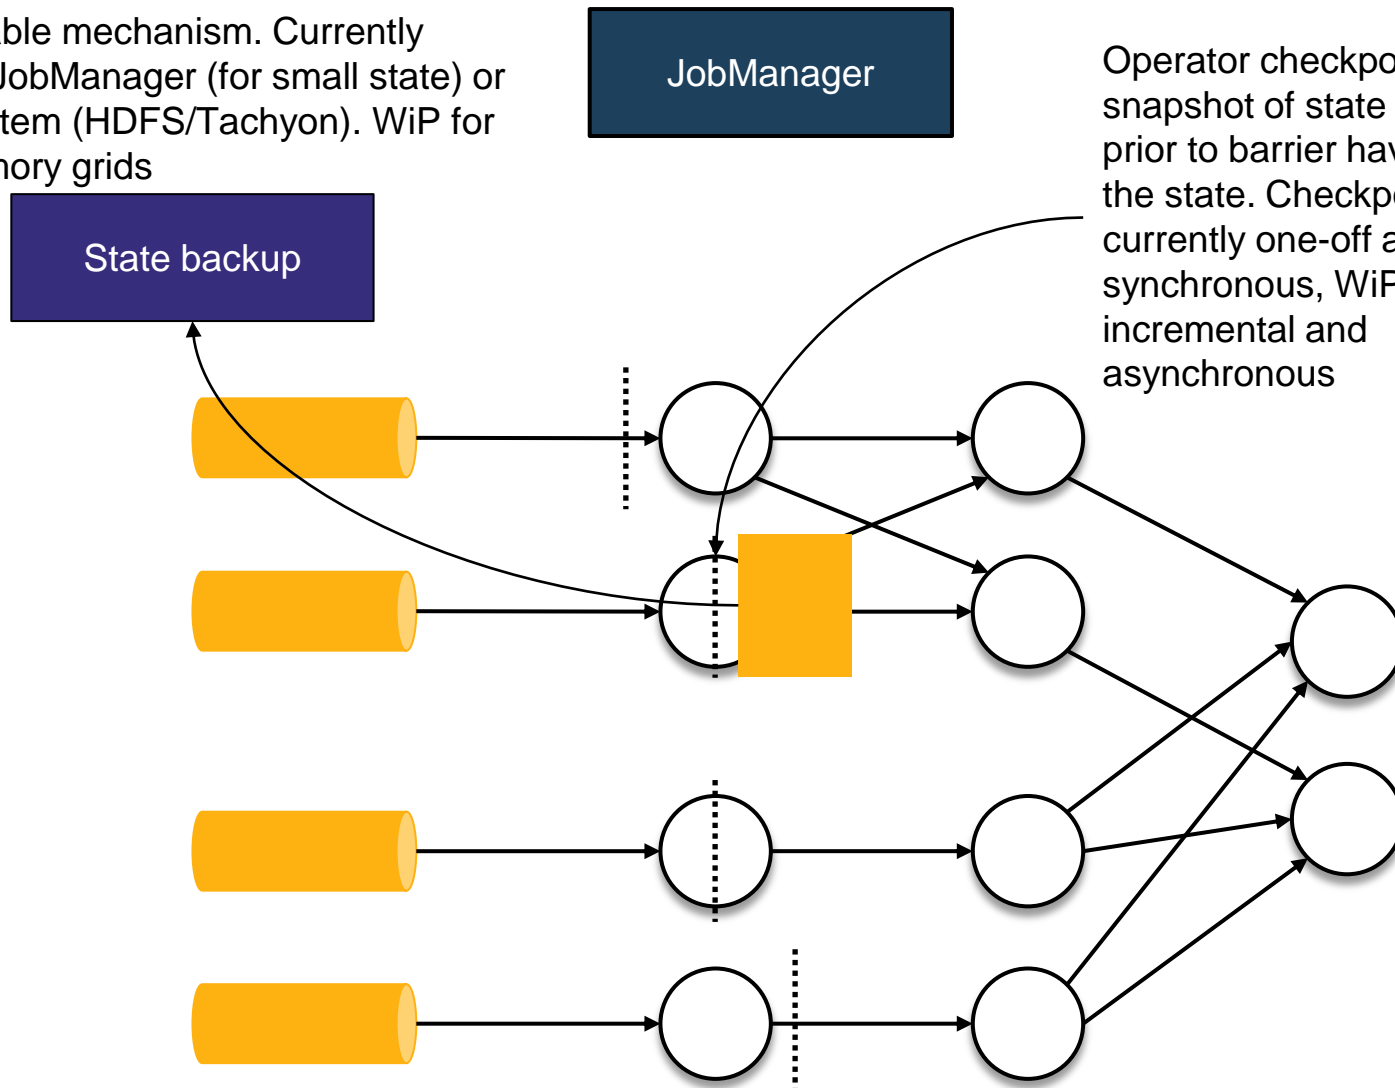 able mechanism. Currently
JobManager (for small state) or
tem (HDFS/Tachyon). WiP for
ory grids
JobManager
Operator checkpo
snapshot of state
prior to barrier hav
the state. Checkpo
currently one-off a
synchronous, WiP
incremental and
asynchronous
State backup